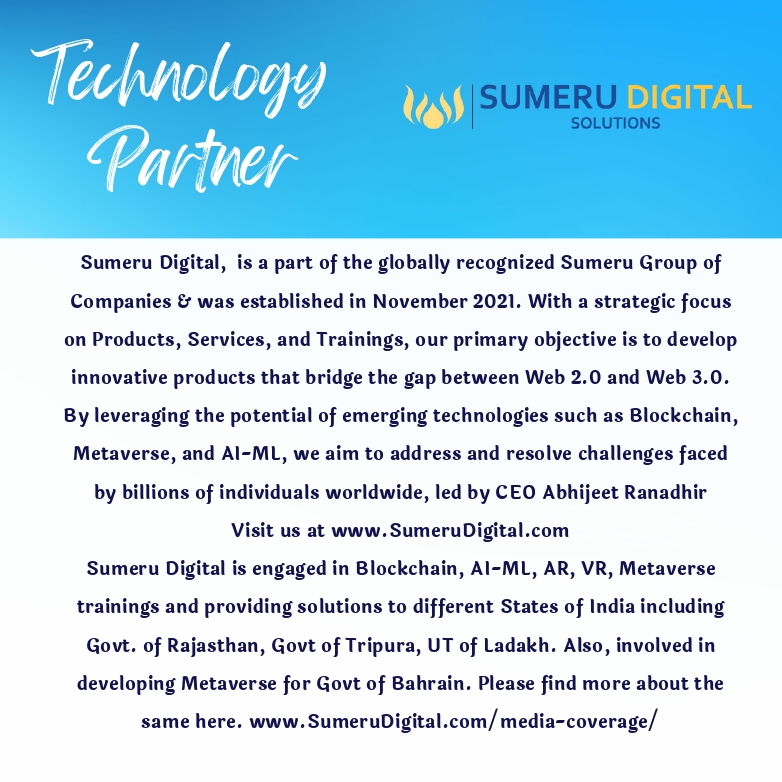 Technology
Partner
SUMERU DIGITAL
SOLUTIONS
Sumeru Digital,  is a part of the globally recognized Sumeru Group of
Companies & was established in November 2021. With a strategic focus
on Products, Services, and Trainings, our primary objective is to develop
innovative products that bridge the gap between Web 2.0 and Web 3.0.
By leveraging the potential of emerging technologies such as Blockchain,
Metaverse, and AI-ML, we aim to address and resolve challenges faced
by billions of individuals worldwide, led by CEO Abhijeet Ranadhir
Visit us at www.SumeruDigital.com
Sumeru Digital is engaged in Blockchain, AI-ML, AR, VR, Metaverse
trainings and providing solutions to different States of India including
Govt. of Rajasthan, Govt of Tripura, UT of Ladakh. Also, involved in
developing Metaverse for Govt of Bahrain. Please find more about the
same here. www.SumeruDigital.com/media-coverage/